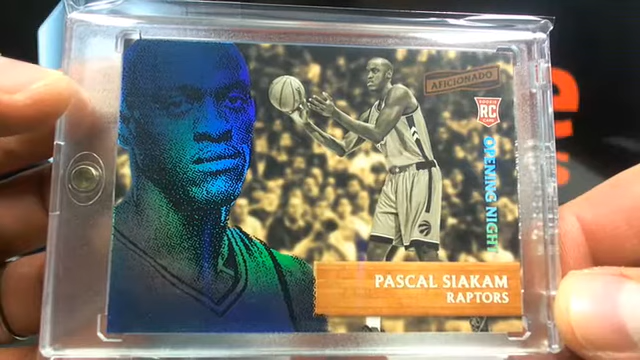 AFICIONADO
RC
OPENING NIGHT
PASCAL SIAKAM
RAPTORS